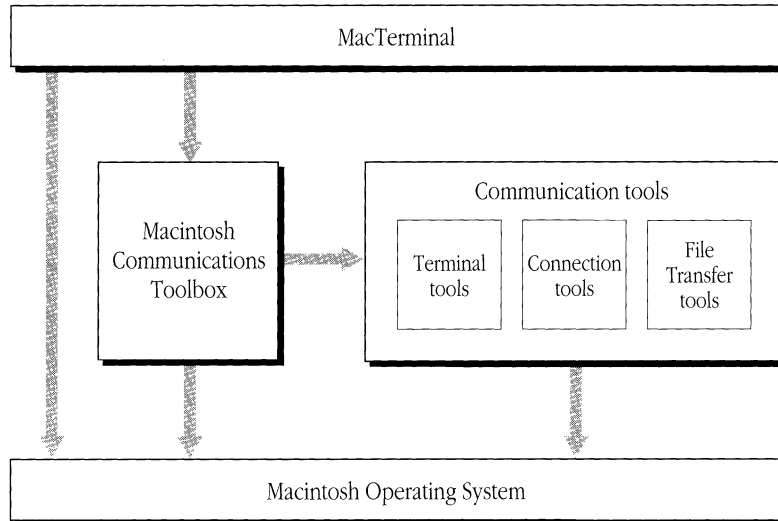 MacTerminal
Macintosh
Communications
Toolbox
Communication tools
Terminal
tools
Connection
tools
File
Transfer
tools
Macintosh Operating System